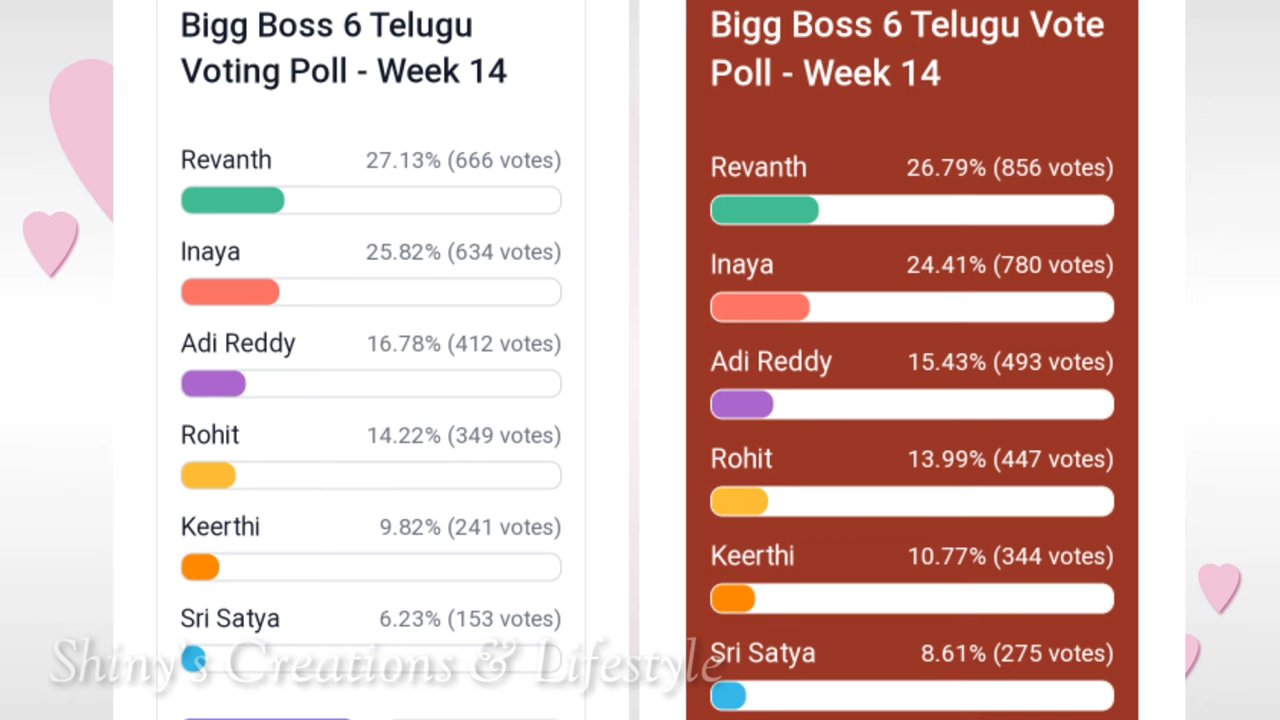 Bigg Boss 6 Telugu
Voting Poll - Week 14
Revanth 27.13% (666 votes)
Inaya 25.82% (634 votes)
Adi Reddy 16.78% (412 votes)
Rohit 14.22% (349 votes)
Keerthi 9.82% (241 votes)
Sri Satya 6.23% (153 votes)
Bigg Boss 6 Telugu Vote
Poll - Week 14
Revanth 26.79% (856 votes)
Inaya 24.41% (780 votes)
Adi Reddy 15.43% (493 votes)
Rohit 13.99% (447 votes)
Keerthi 10.77% (344 votes)
Sri Satya 8.61% (275 votes)
Shiny's Creations & Lifestyle